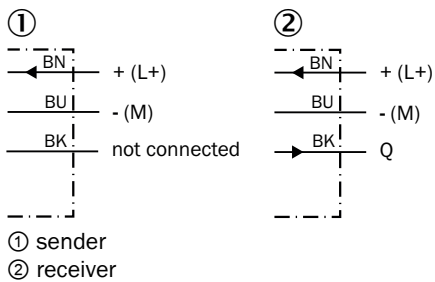 ① ②
BN + (L+) BN + (L+)
BU - (M) BU - (M)
BK not connected BK Q
① sender
② receiver